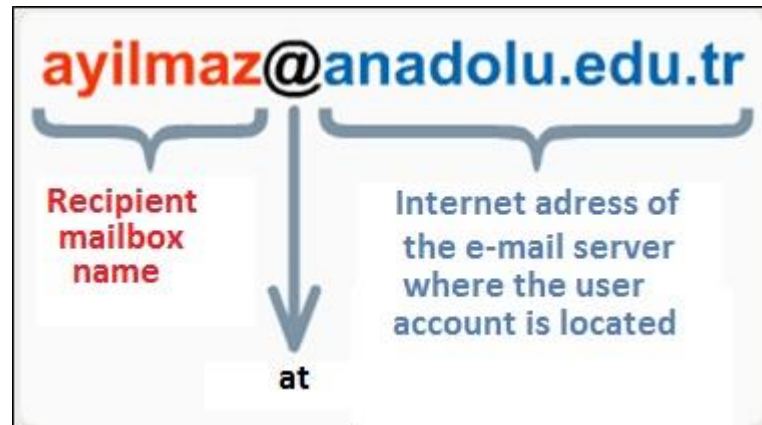 ayilmaz@anadolu.edu.tr
Recipient
mailbox
name
Internet adress of
the e-mail server
where the user
account is located
at